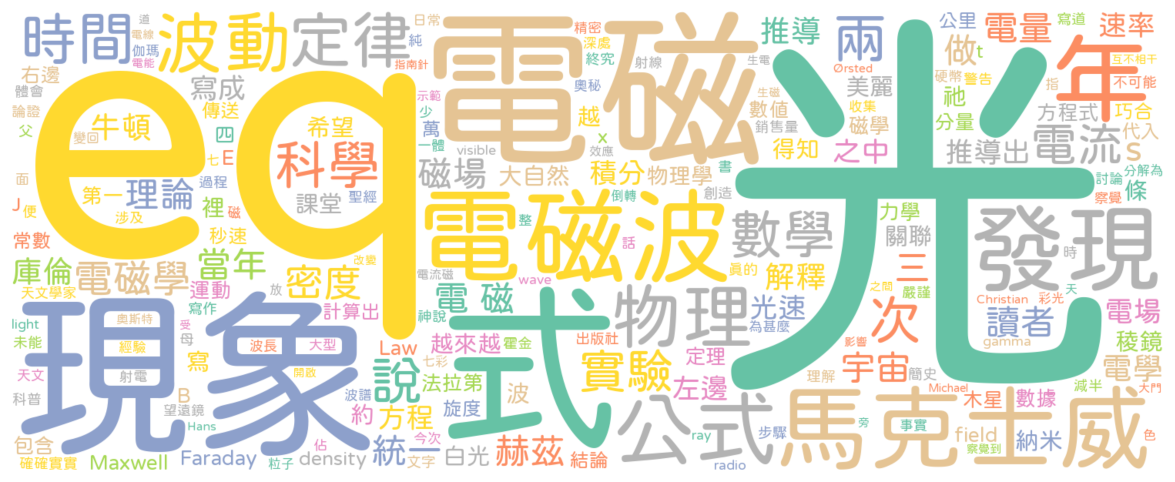 時間 波動 定律 電磁 光 推導 兩 做 電量 年 速率
道 電線 伽瑪 電能 純 日常 指南針
精密 深處 終究 射線 奧秘 生電 Ørsted 硬幣 警告 t 互不相干 不可能
右邊 體會 寫成 傳送 論證 父 四 E
eq 牛頓 變回 七 希望 科學 示範 少 一體
越 萬 x 數值 效應 銷售量 生磁 收集 磁學 美麗 祂 分量 指 方程式 巧合 代入
visible 磁場 大自然 積分 物理學 得知 之中 推導出 電流 s
面 J 便 第一 理論 涉及 裡 過程 磁 課堂 聖經
創造 書 倒轉 力學 關聯 條 討論 分解為 察覺
常數 庫倫 天文學家 電磁學 運動 寫作 當年 秒速 密度 改變 計算出
電磁波 整 話 數學 解釋 三 嚴謹 發現 時
電流磁 神說 wave 真的 故 電 磁 物理 光速 為甚麼 次 之間 Christian 彩光 天 讀者 電場
light 未能 天文 科普 現象 奧斯特 經驗 射電 受 母 波長 大型 開啟
Law 越來越 說 七彩 霍金 式 出版社 實驗 定理 左邊 影響 宇宙 gamma 稜鏡 電學
寫 B 望遠鏡 Hans 約 波譜 方程 法拉第 旋度 波 理解 簡史 Michael 木星 數據 減半 大門
包含 確確實實 Maxwell Faraday 粒子 density 佔 統一 今次 文字 白光 赫茲 結論
公式 ray radio 步驟 馬克士威 旁 事實 field 察覺到 納米 色 公里